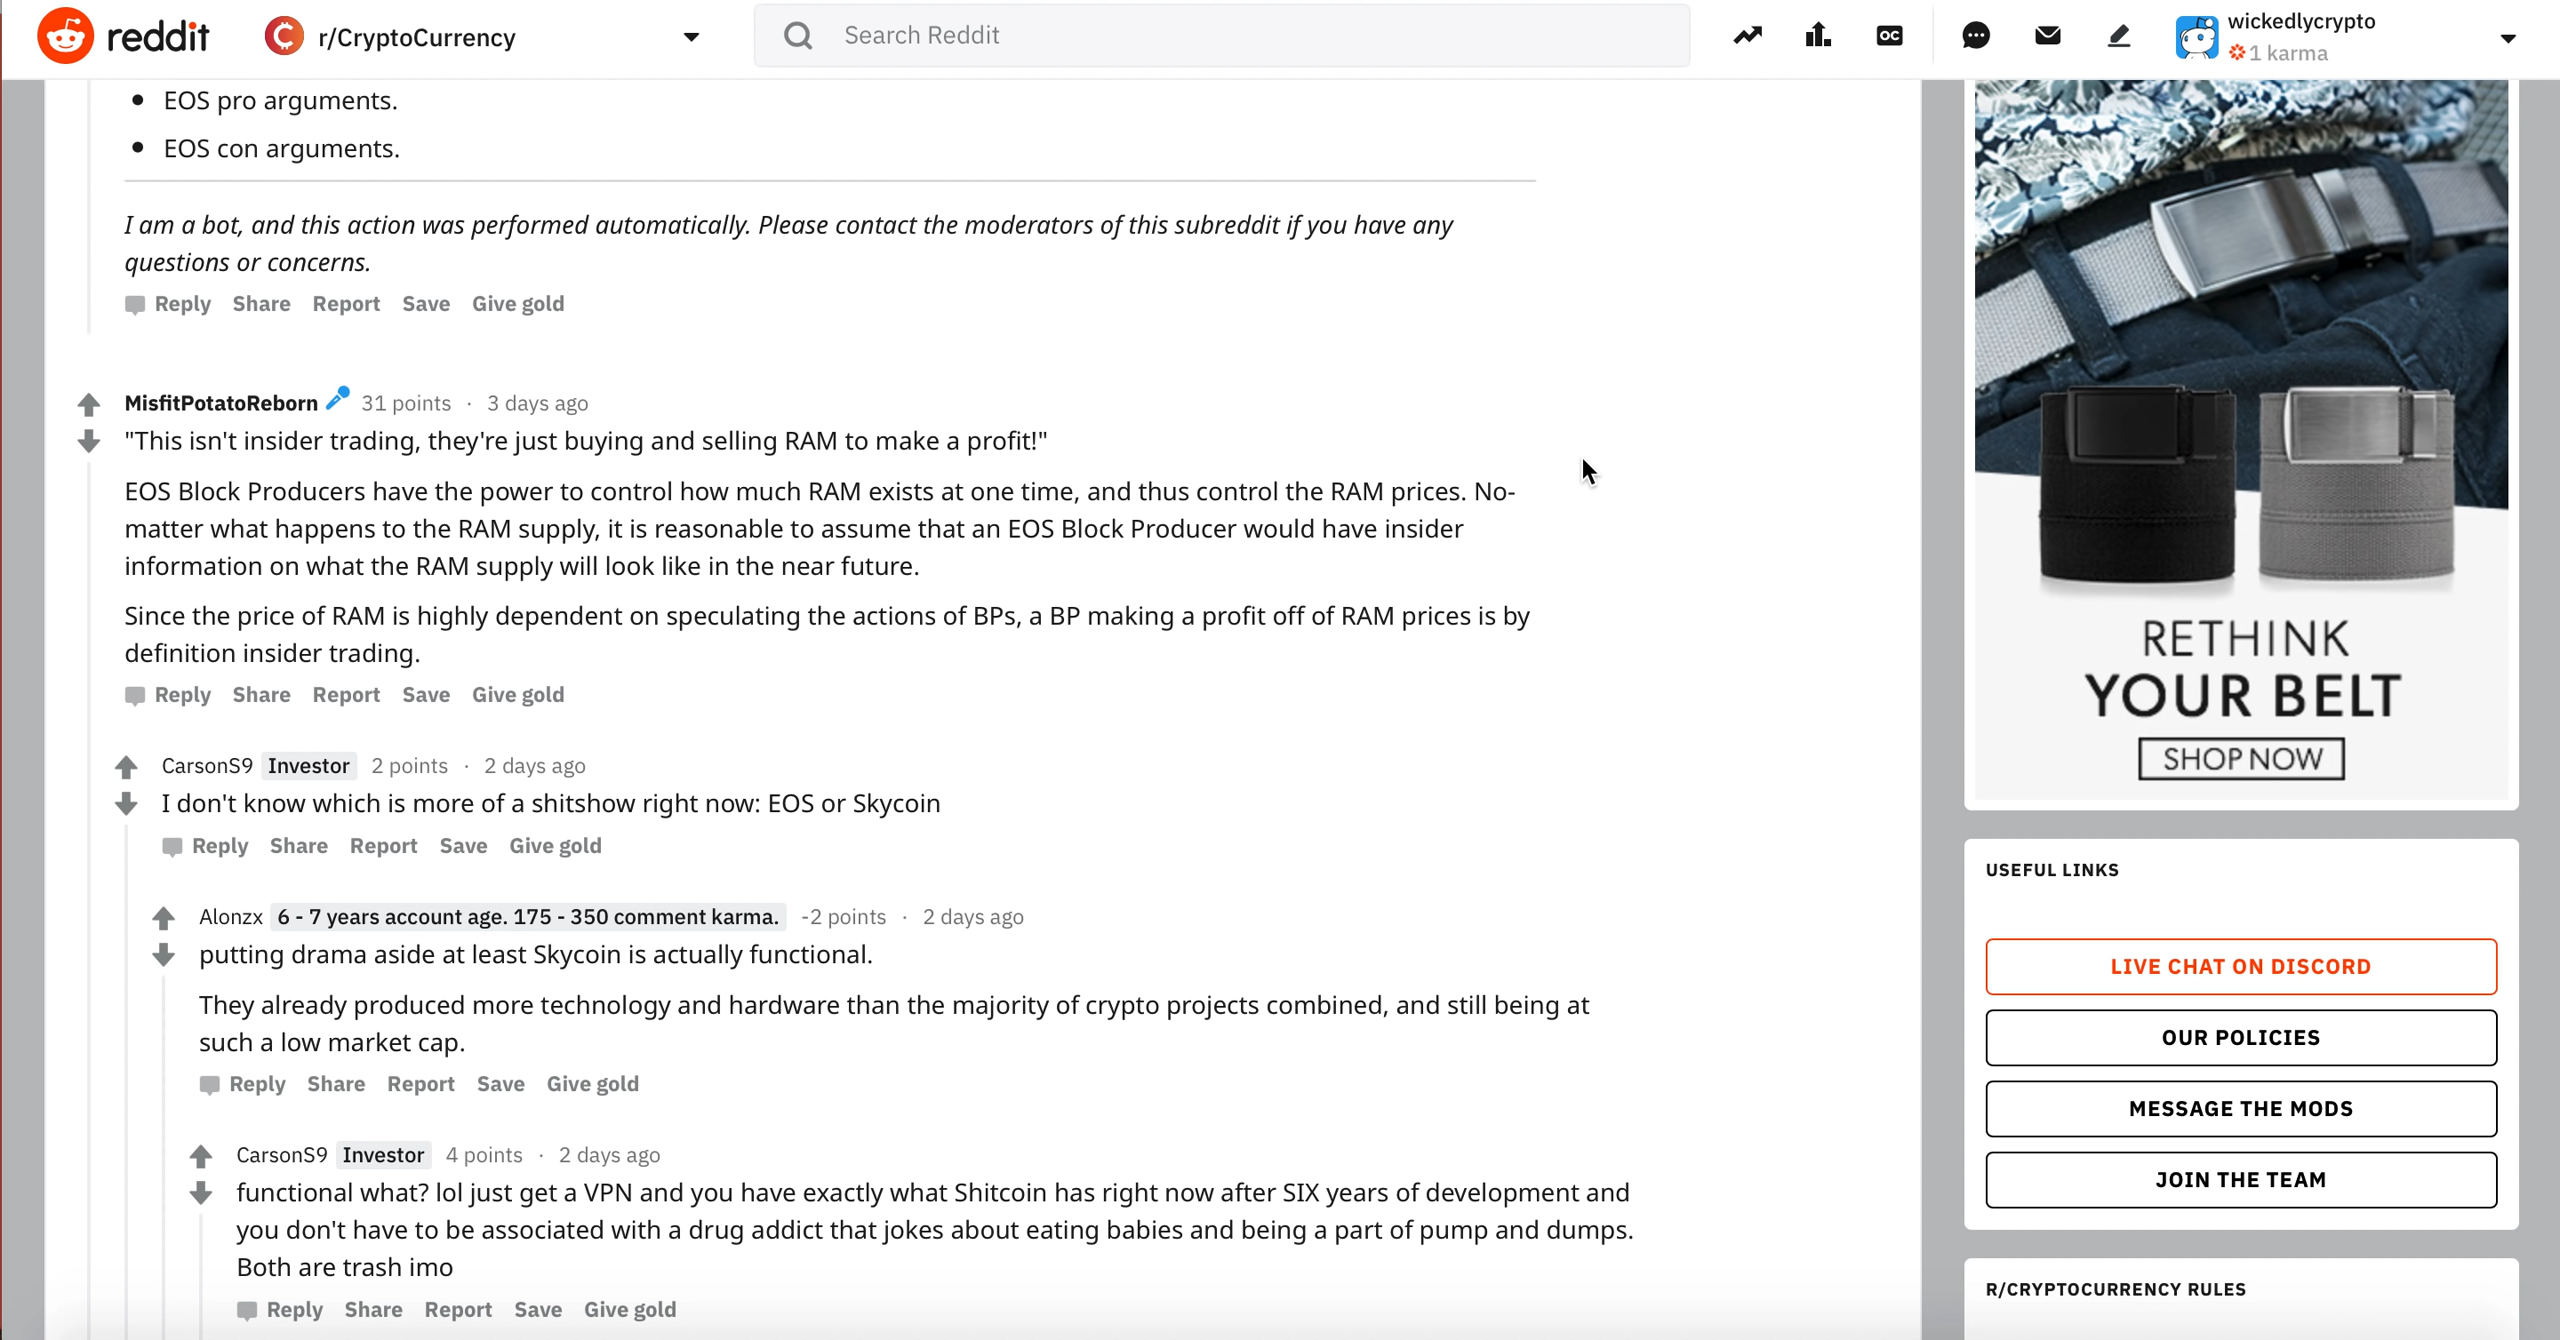 reddit
r/CryptoCurrency
Search Reddit
OC
wickedlycrypto
1 karma
EOS pro arguments.
EOS con arguments.
I am a bot, and this action was performed automatically. Please contact the moderators of this subreddit if you have any
questions or concerns.
Reply Share Report Save Give gold
MisfitPotatoReborn 31 points · 3 days ago
"This isn't insider trading, they're just buying and selling RAM to make a profit!"
EOS Block Producers have the power to control how much RAM exists at one time, and thus control the RAM prices. No-
matter what happens to the RAM supply, it is reasonable to assume that an EOS Block Producer would have insider
information on what the RAM supply will look like in the near future.
Since the price of RAM is highly dependent on speculating the actions of BPs, a BP making a profit off of RAM prices is by
definition insider trading.
Reply Share Report Save Give gold
CarsonS9 Investor 2 points · 2 days ago
I don't know which is more of a shitshow right now: EOS or Skycoin
Reply Share Report Save Give gold
Alonzx 6 - 7 years account age. 175 - 350 comment karma. -2 points · 2 days ago
putting drama aside at least Skycoin is actually functional.
They already produced more technology and hardware than the majority of crypto projects combined, and still being at
such a low market cap.
Reply Share Report Save Give gold
CarsonS9 Investor 4 points · 2 days ago
functional what? lol just get a VPN and you have exactly what Shitcoin has right now after SIX years of development and
you don't have to be associated with a drug addict that jokes about eating babies and being a part of pump and dumps.
Both are trash imo
Reply Share Report Save Give gold
RETHINK
YOUR BELT
SHOP NOW
USEFUL LINKS
LIVE CHAT ON DISCORD
OUR POLICIES
MESSAGE THE MODS
JOIN THE TEAM
R/CRYPTOCURRENCY RULES